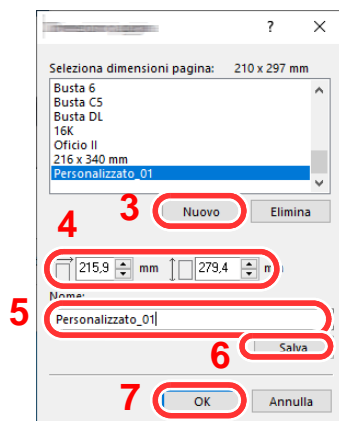 ?
Seleziona dimensioni pagina: 210 x 297 mm
Busta 6
Busta C5
Busta DL
16K
Oficio II
216 x 340 mm
Personalizzato_01
3 Nuovo Elimina
4
215,9 mm 279,4 m
Nome:
5 Personalizzato_01
6 Salva
7 OK Annulla